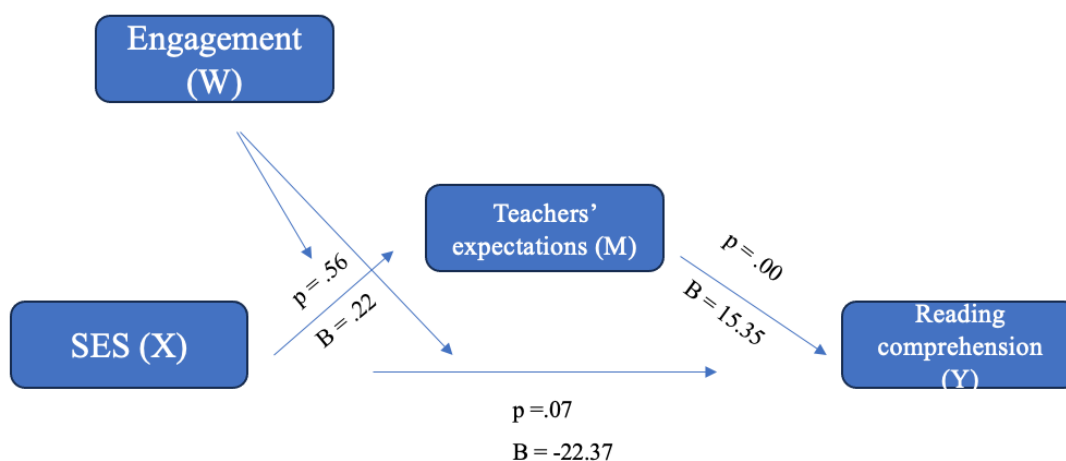 Engagement
(W)
Teachers’
expectations (M)
p = .00
p = .56
B = .22
B = 15.35
SES (X)
Reading
comprehension
(Y)
p =.07
B = -22.37